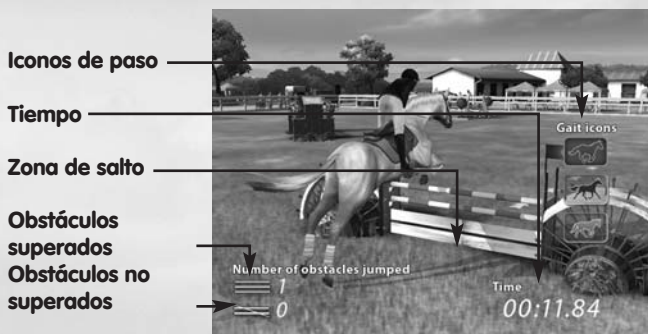 Iconos de paso
Tiempo
Zona de salto
Obstáculos
superados
Obstáculos no
superados
Gait icons
Number of obstacles jumped
1
0
Time
00:11.84